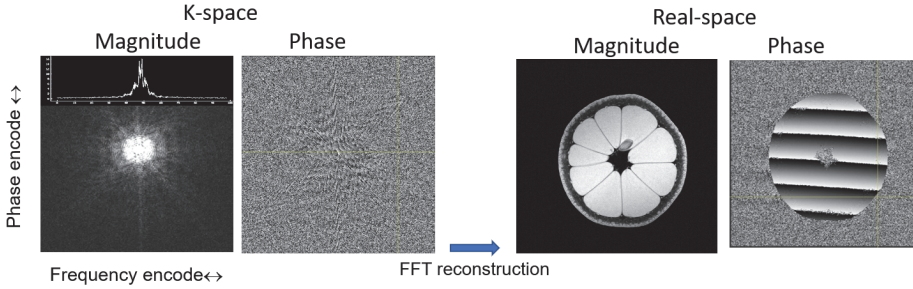 K-space
Real-space
Magnitude
Phase
Magnitude
Phase
Phase encode ↔
Frequency encode↔
FFT reconstruction